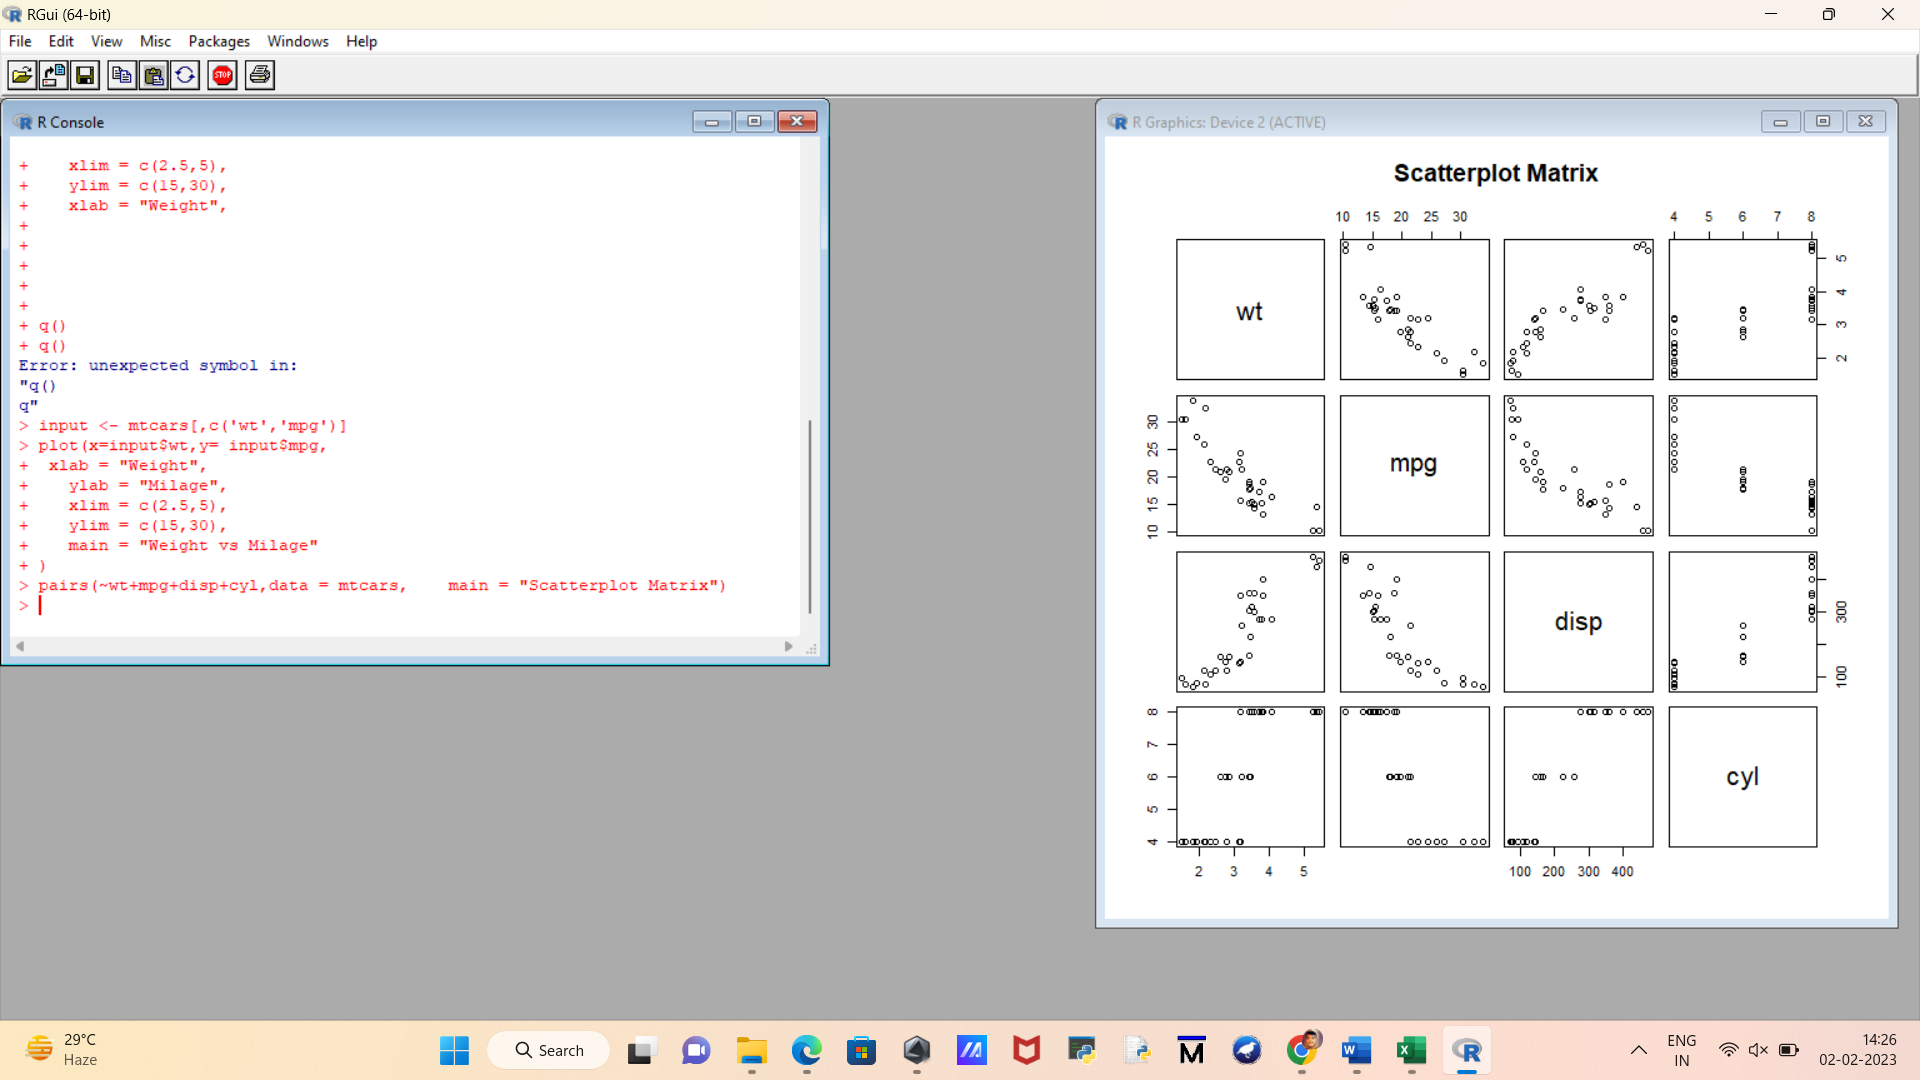 RGui (64-bit)
File Edit View Misc Packages Windows Help
STOP
R Console
+    xlim = c(2.5,5),
+    ylim = c(15,30),
+    xlab = "Weight",
+
+
+
+
+
+ q()
+ q()
Error: unexpected symbol in:
"q()
q"
> input <- mtcars[,c('wt','mpg')]
> plot(x=input$wt,y= input$mpg,
+  xlab = "Weight",
+    ylab = "Milage",
+    xlim = c(2.5,5),
+    ylim = c(15,30),
+    main = "Weight vs Milage"
+ )
> pairs(~wt+mpg+disp+cyl,data = mtcars,    main = "Scatterplot Matrix")
>
R Graphics: Device 2 (ACTIVE)
Scatterplot Matrix
10 15 20 25 30
4 5 6 7 8
wt
5
4
3
2
30
25
20
15
10
mpg
disp
300
100
8
7
6
5
4
cyl
2 3 4 5
100 200 300 400
29°C
Haze
Search
ENG
IN
14:26
02-02-2023